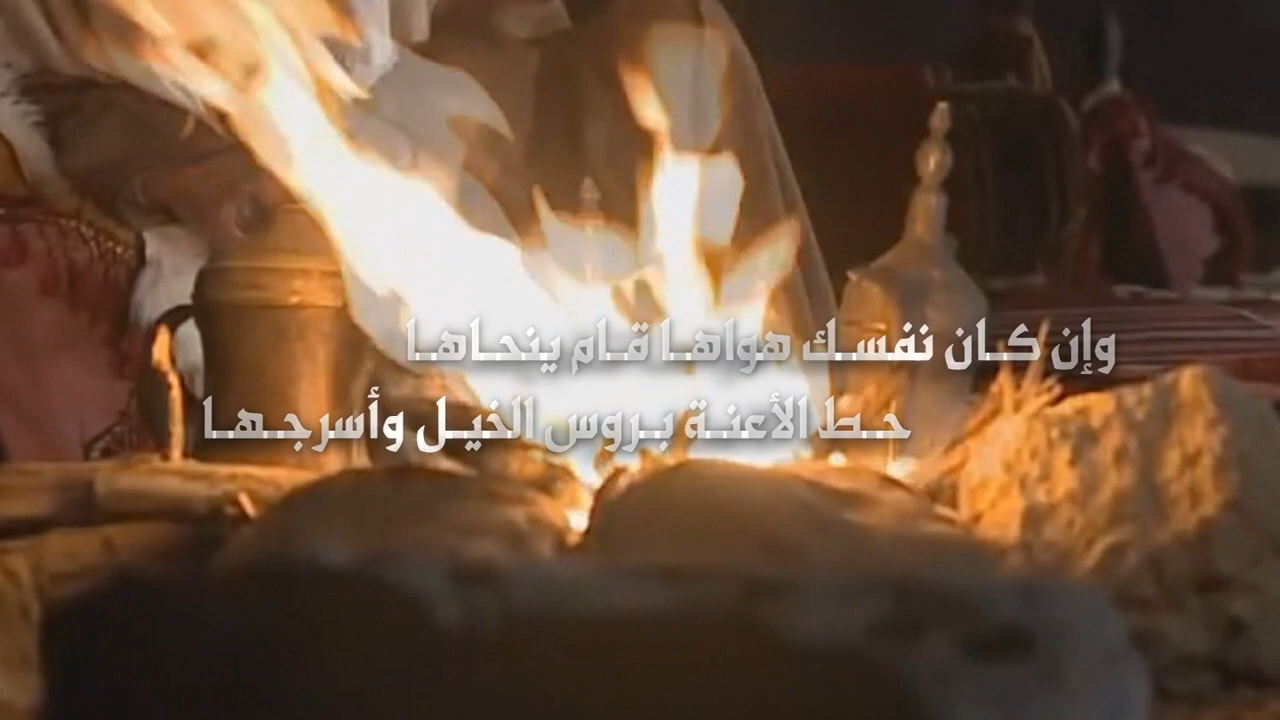 وإن كان نفسك هواها قام ينحاها
حط الأعنة بروس الخيل وأسرجها